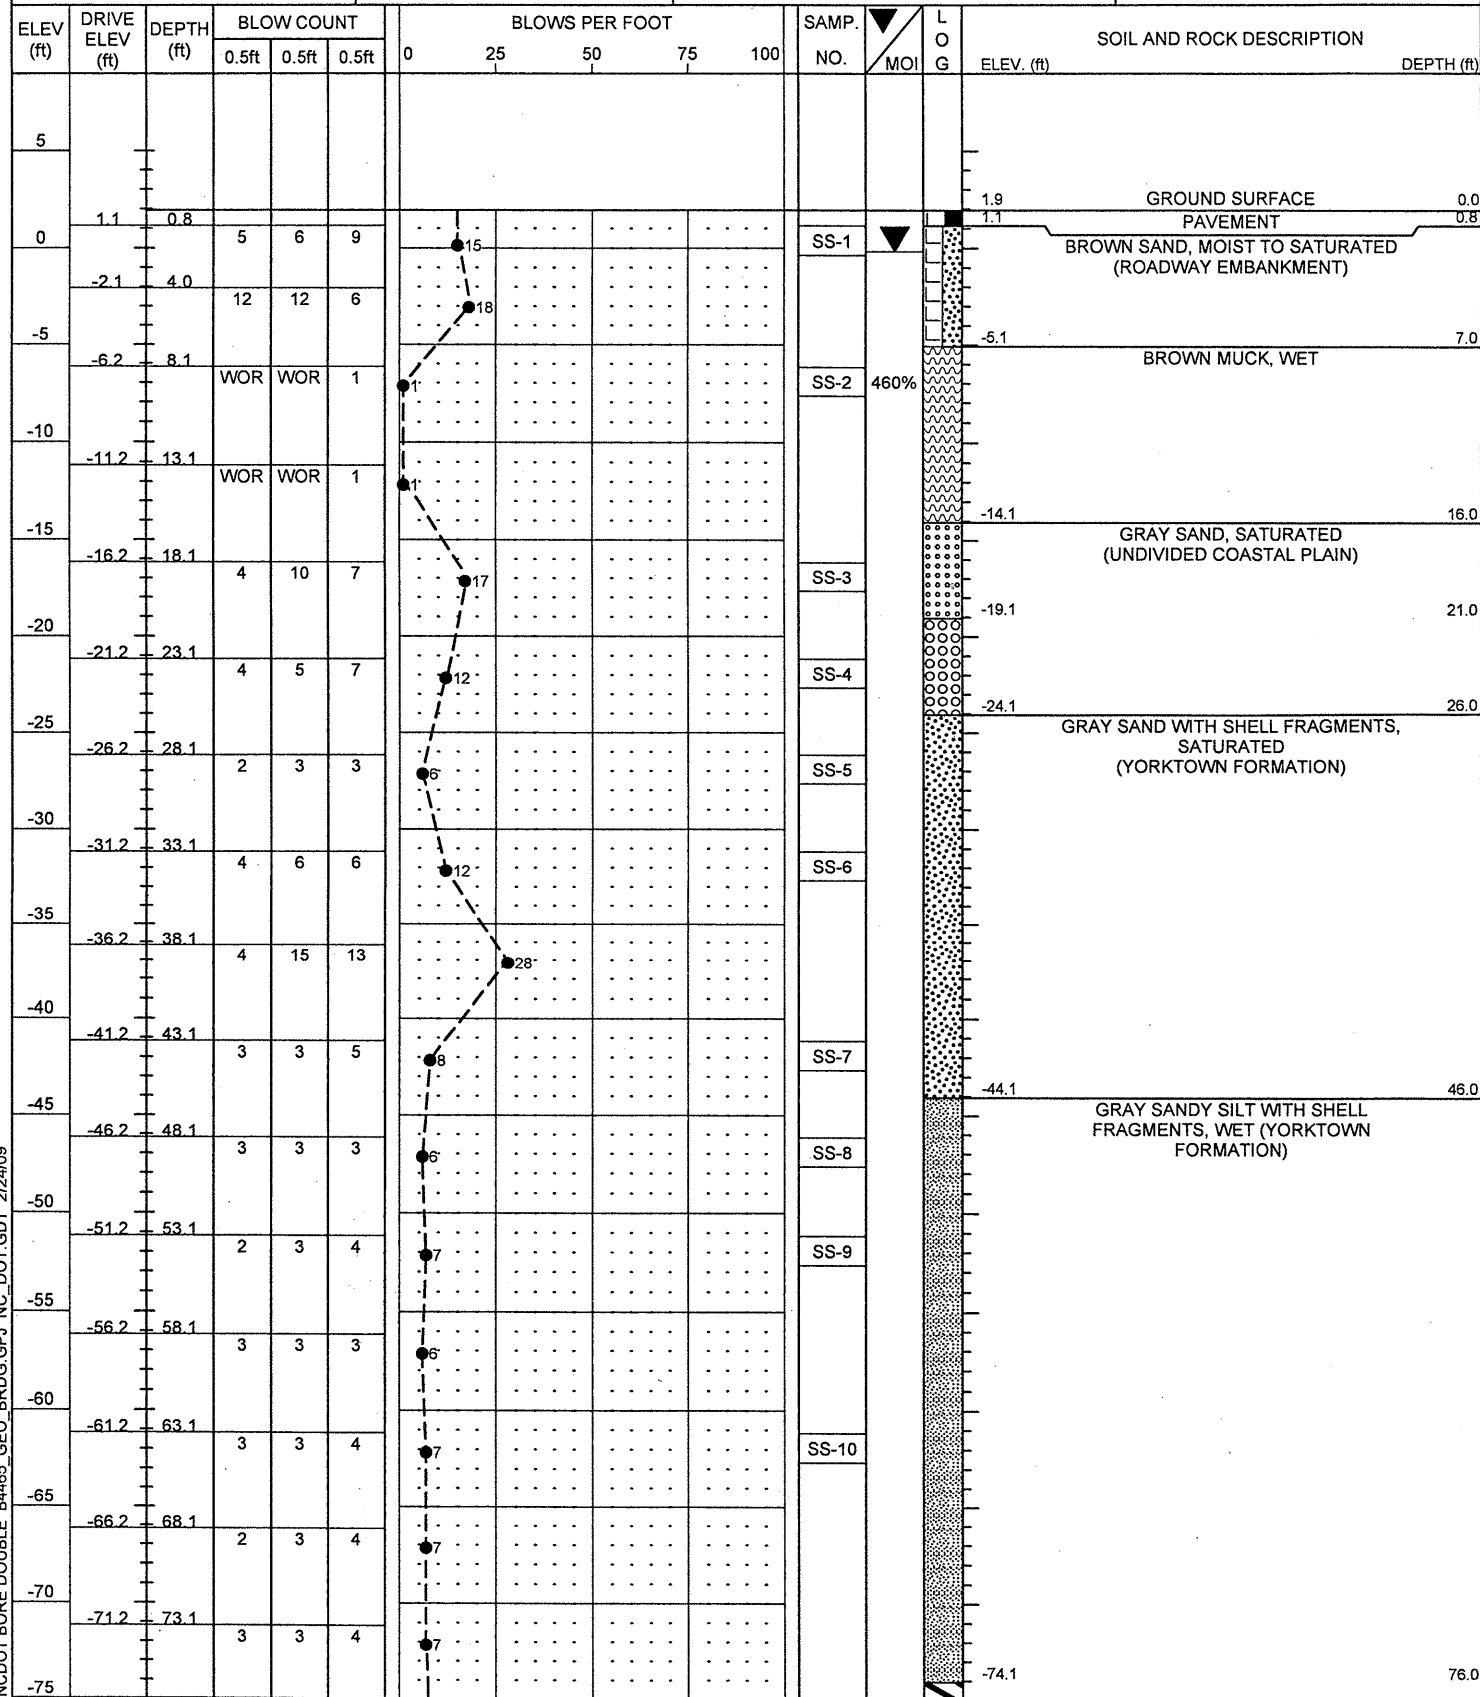 ELEV (ft) DRIVE ELEV (ft) DEPTH (ft) BLOW COUNT BLOWS PER FOOT SAMP. NO. MOI LOG SOIL AND ROCK DESCRIPTION
0.5ft 0.5ft 0.5ft 0 25 50 75 100 ELEV. (ft) DEPTH (ft)
5
1.9 GROUND SURFACE 0.0
1.1 0.8 1.1 PAVEMENT 0.8
0 5 6 9 15 SS-1 BROWN SAND, MOIST TO SATURATED
(ROADWAY EMBANKMENT)
-2.1 4.0
12 12 6 18
-5 -5.1 7.0
-6.2 8.1 BROWN MUCK, WET
WOR WOR 1 1 SS-2 460%
-10
-11.2 13.1
WOR WOR 1 1
-14.1 16.0
-15 GRAY SAND, SATURATED
-16.2 18.1 (UNDIVIDED COASTAL PLAIN)
4 10 7 17 SS-3
-19.1 21.0
-20
-21.2 23.1
4 5 7 12 SS-4
-24.1 26.0
-25 GRAY SAND WITH SHELL FRAGMENTS,
SATURATED
-26.2 28.1 (YORKTOWN FORMATION)
2 3 3 6 SS-5
-30
-31.2 33.1
4 6 6 12 SS-6
-35
-36.2 38.1
4 15 13 28
-40
-41.2 43.1
3 3 5 8 SS-7
-44.1 46.0
-45 GRAY SANDY SILT WITH SHELL
FRAGMENTS, WET (YORKTOWN
FORMATION)
-46.2 48.1
3 3 3 6 SS-8
-50
-51.2 53.1
2 3 4 7 SS-9
-55
-56.2 58.1
3 3 3 6
-60
-61.2 63.1
3 3 4 7 SS-10
-65
-66.2 68.1
2 3 4 7
-70
-71.2 73.1
3 3 4 7
-74.1 76.0
-75
NCDOT BORE DOUBLE B4465_GEO_BRDG.GPJ NC_DOT.GDT 2/24/09